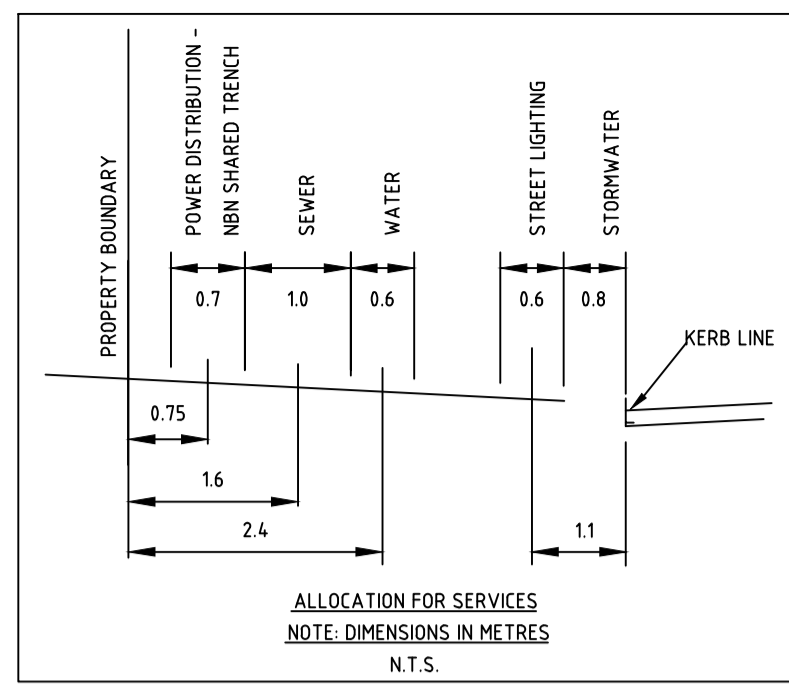 PROPERTY BOUNDARY
POWER DISTRIBUTION -
NBN SHARED TRENCH
SEWER
WATER
STREET LIGHTING
STORMWATER
0.7
1.0
0.6
0.6
0.8
KERB LINE
0.75
1.6
2.4
1.1
ALLOCATION FOR SERVICES
NOTE: DIMENSIONS IN METRES
N.T.S.